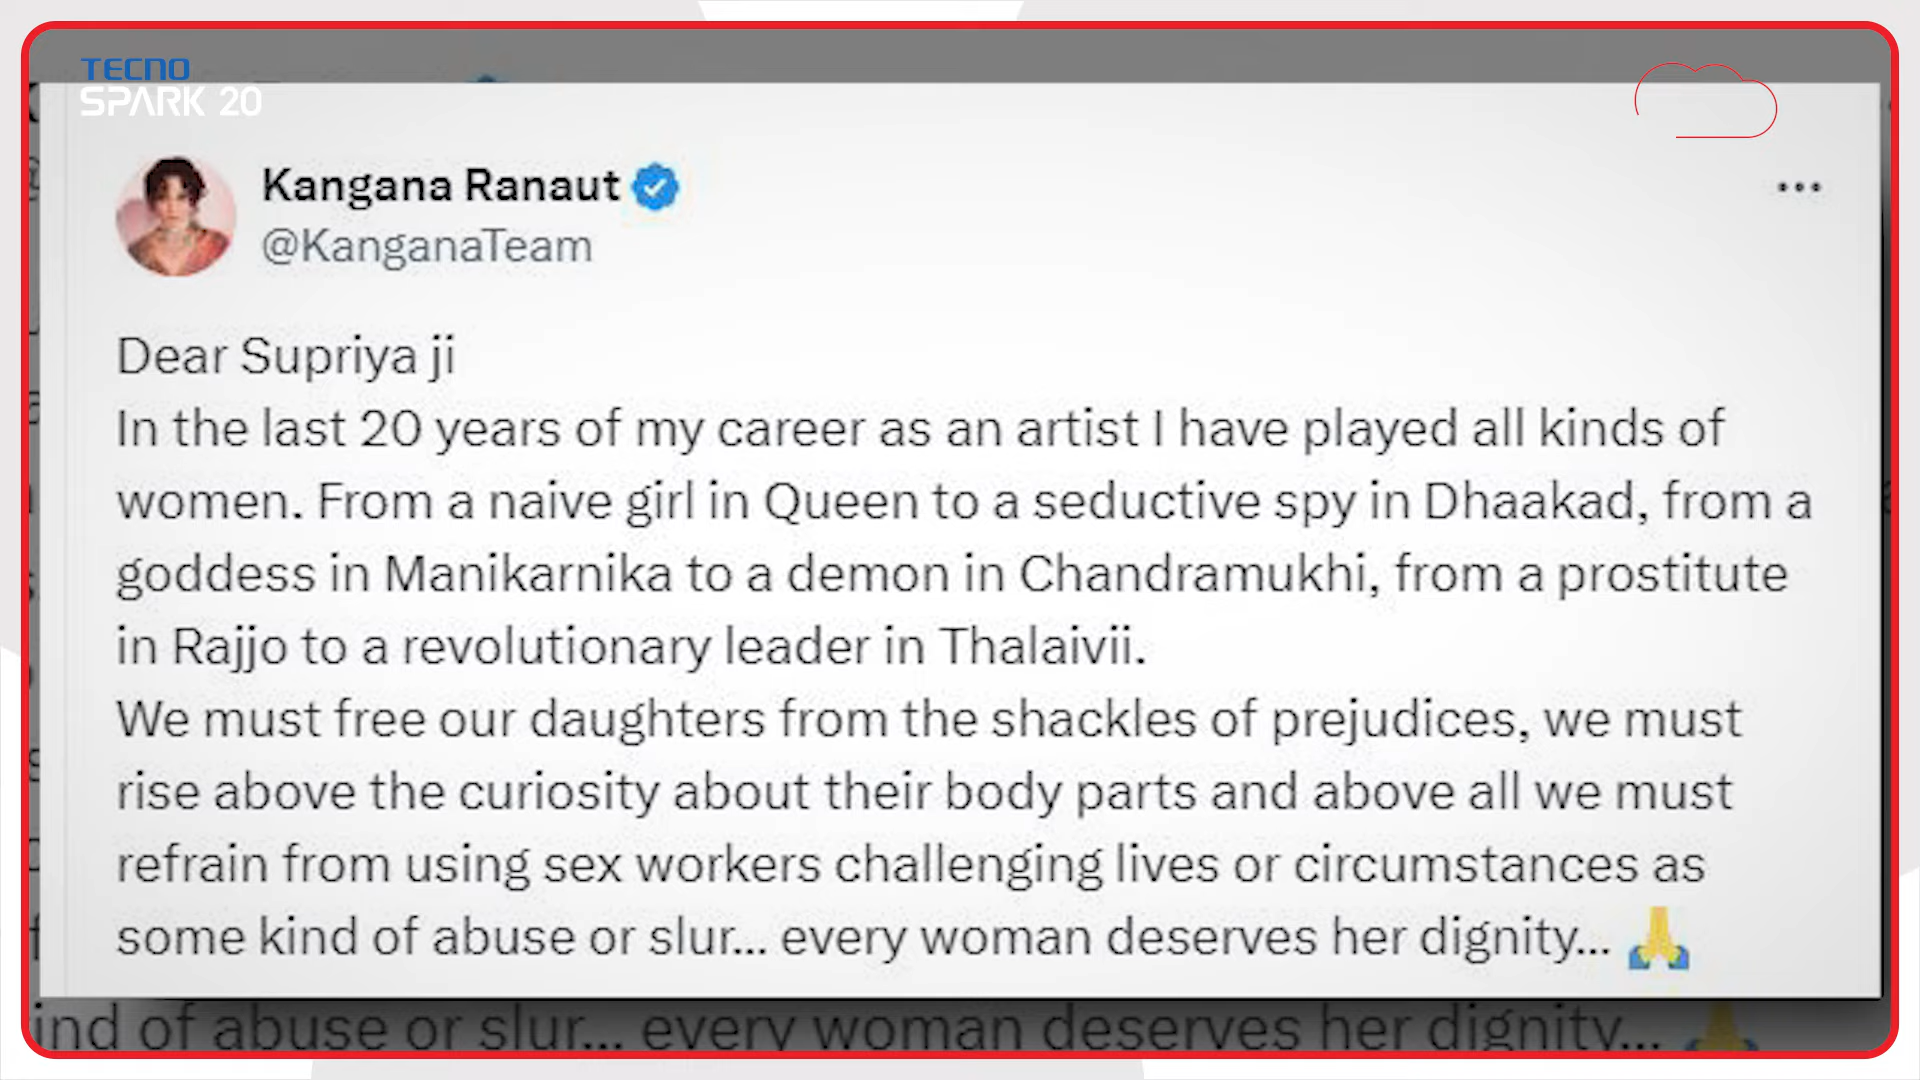 TECNO
SPARK 20
Kangana Ranaut
@KanganaTeam
Dear Supriya ji
In the last 20 years of my career as an artist I have played all kinds of
women. From a naive girl in Queen to a seductive spy in Dhaakad, from a
goddess in Manikarnika to a demon in Chandramukhi, from a prostitute
in Rajjo to a revolutionary leader in Thalaivii.
We must free our daughters from the shackles of prejudices, we must
rise above the curiosity about their body parts and above all we must
refrain from using sex workers challenging lives or circumstances as
some kind of abuse or slur... every woman deserves her dignity... 🙏
ind of abuse or slur... every woman deserves her dignity... 🙏